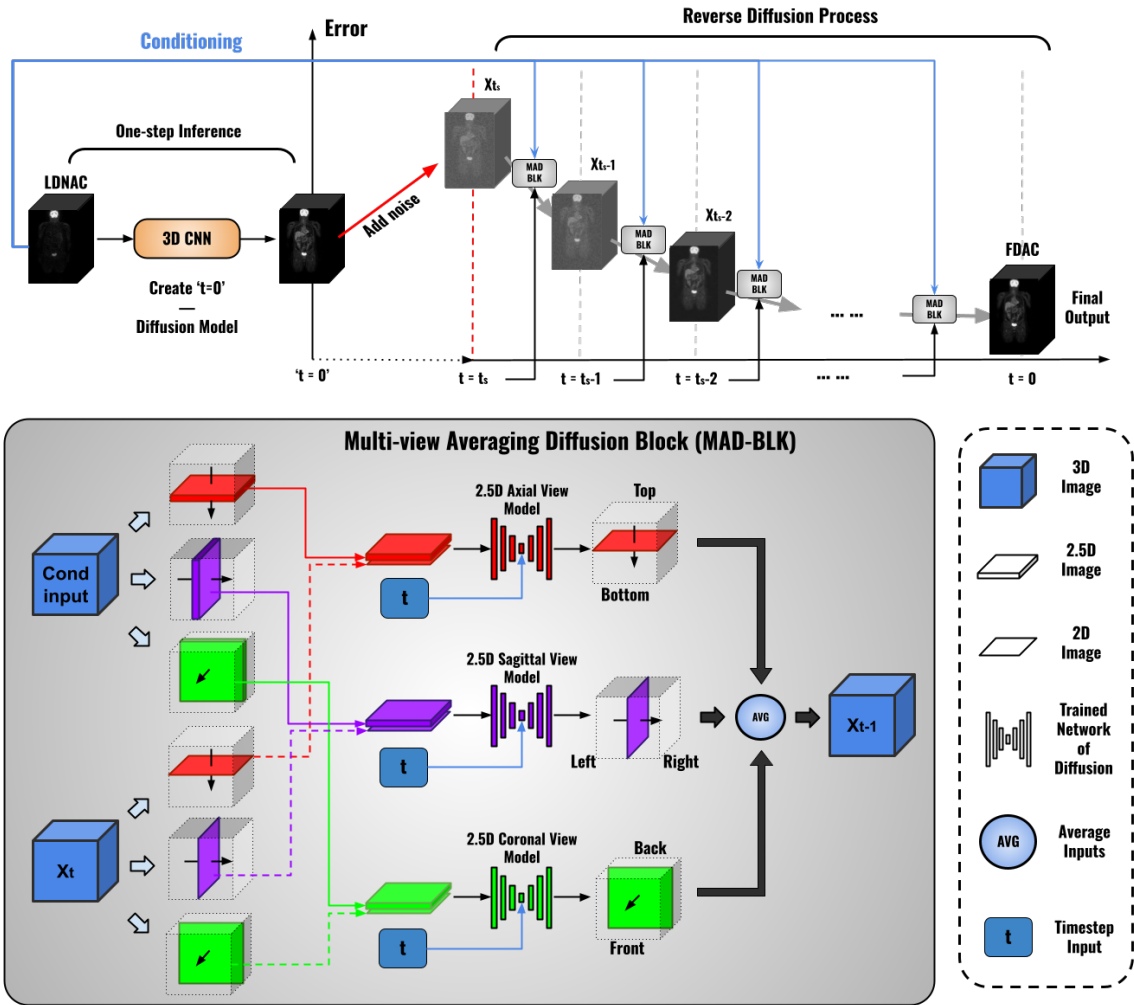 Reverse Diffusion Process
Conditioning
Error
One-step Inference
LDNAC
3D CNN
Create ‘t=0’
—
Diffusion Model
Add noise
Xts
MAD
BLK
Xts-1
MAD
BLK
Xts-2
MAD
BLK
... ...
MAD
BLK
FDAC
Final
Output
‘t = 0’
t = ts
t = ts-1
t = ts-2
... ...
t = 0
Multi-view Averaging Diffusion Block (MAD-BLK)
Cond
input
Xt
2.5D Axial View
Model
t
Top
Bottom
2.5D Sagittal View
Model
t
Left
Right
2.5D Coronal View
Model
t
Back
Front
AVG
Xt-1
3D
Image
2.5D
Image
2D
Image
Trained
Network
of
Diffusion
AVG
Average
Inputs
t
Timestep
Input